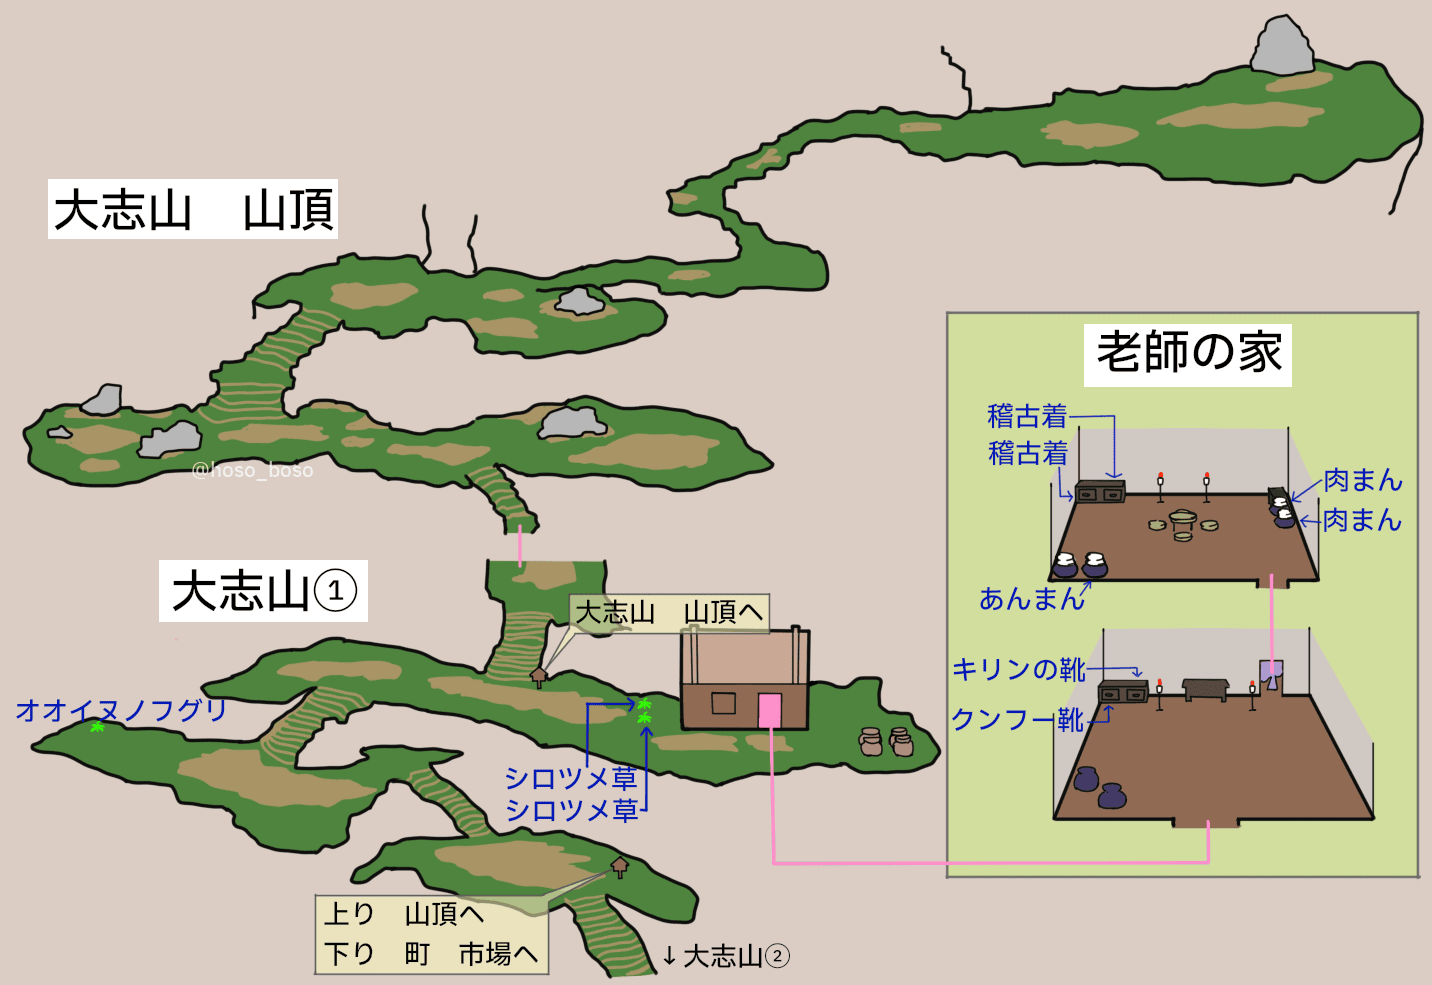 大志山　山頂
@hoso_boso
老師の家
稽古着
稽古着
肉まん
肉まん
あんまん
キリンの靴
クンフー靴
大志山①
大志山　山頂へ
オオイヌノフグリ
シロツメ草
シロツメ草
上り　山頂へ
下り　町　市場へ
↓大志山②